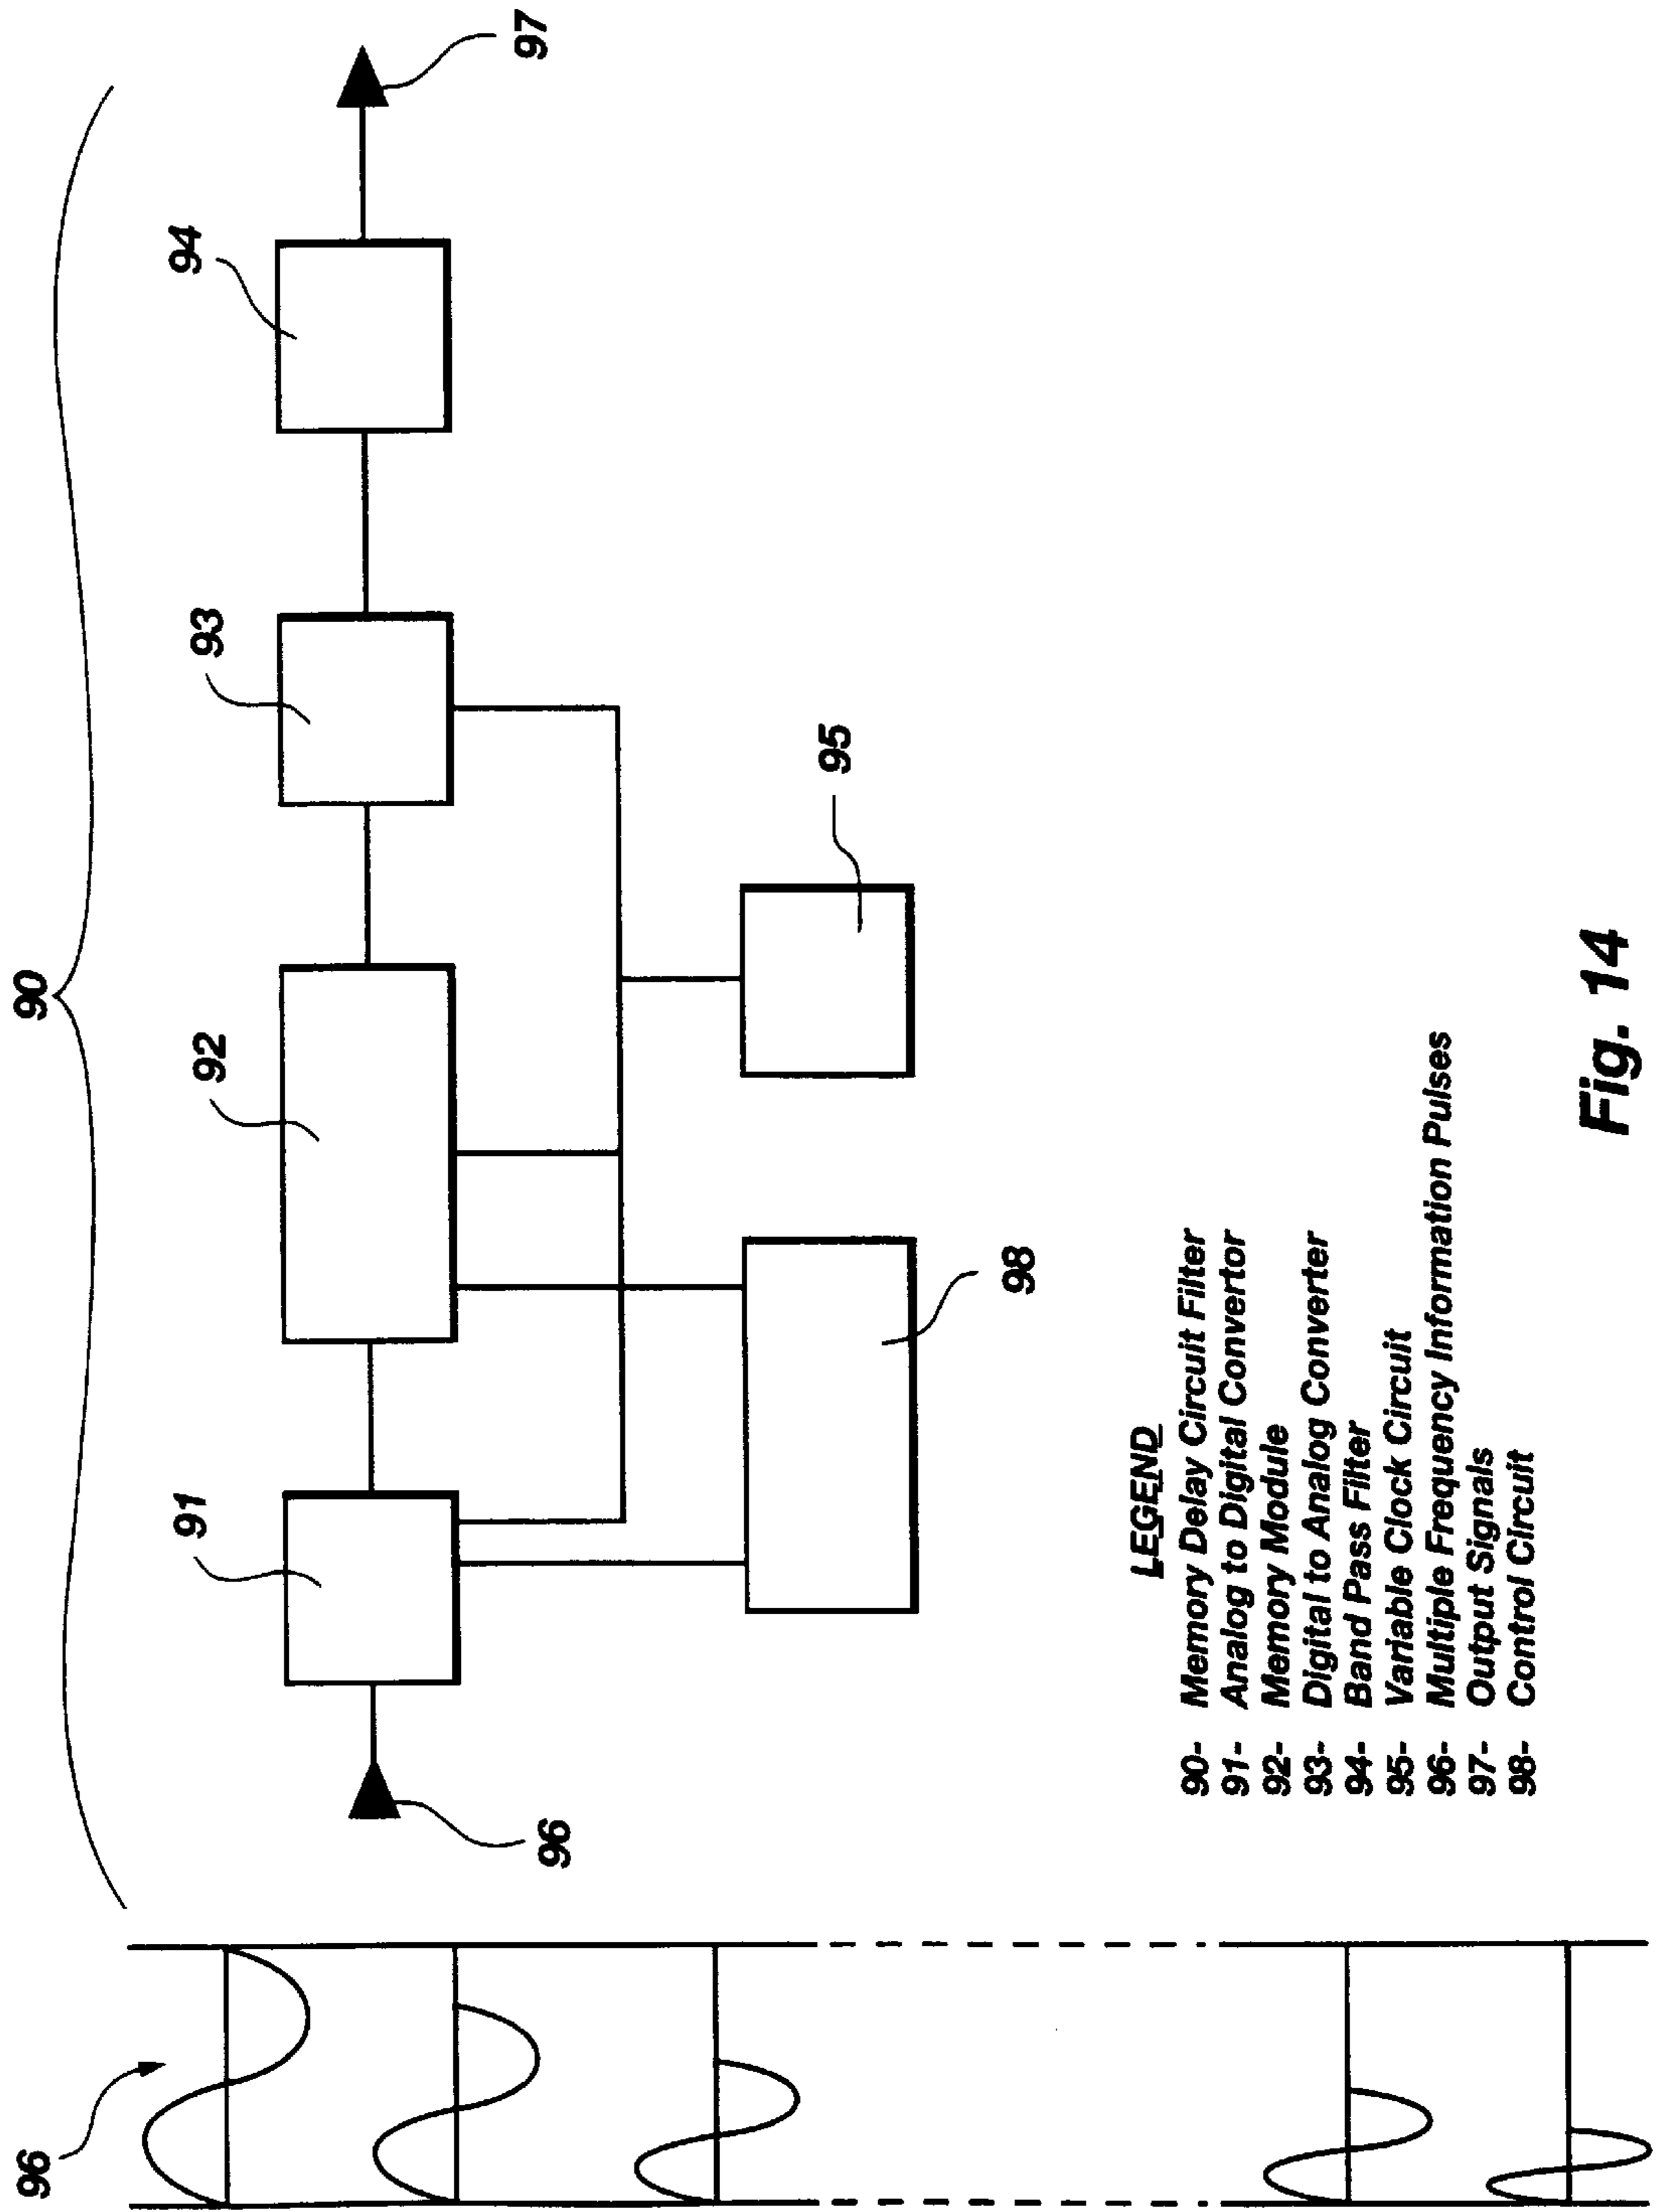 90
94
97
93
92
95
91
98
96
96
LEGEND
90- Memory Delay Circuit Filter
91- Analog to Digital Convertor
92- Memory Module
93- Digital to Analog Converter
94- Band Pass Filter
95- Variable Clock Circuit
96- Multiple Frequency Information Pulses
97- Output Signals
98- Control Circuit
Fig. 14